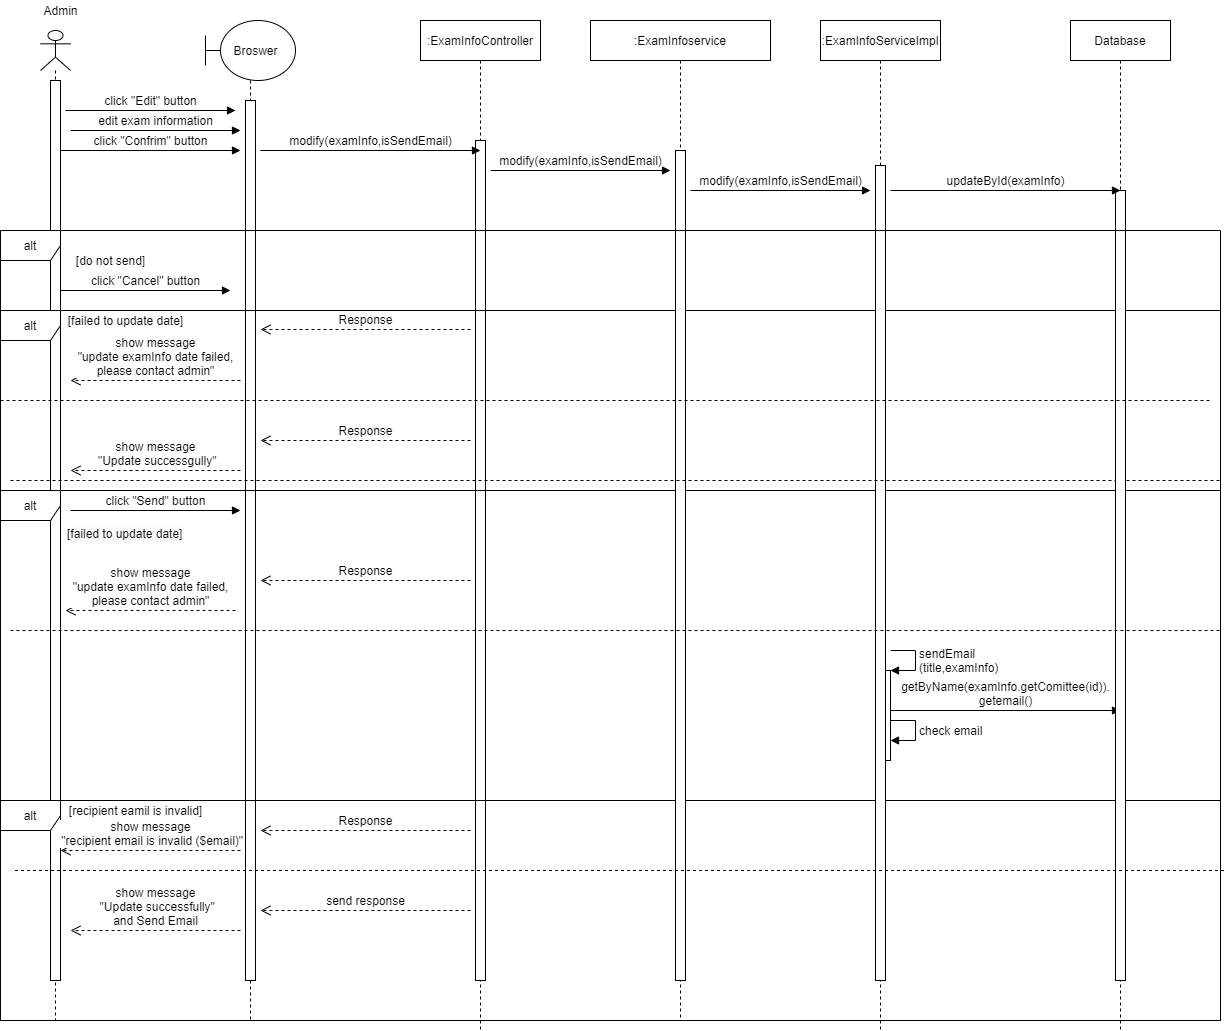 Admin
Broswer
:ExamInfoController
:ExamInfoservice
:ExamInfoServiceImpl
Database
click "Edit" button
edit exam information
click "Confrim" button
modify(examInfo,isSendEmail)
modify(examInfo,isSendEmail)
modify(examInfo,isSendEmail)
updateById(examInfo)
alt
[do not send]
click "Cancel" button
alt
[failed to update date]
Response
show message
"update examInfo date failed,
please contact admin"
Response
show message
"Update successgully"
alt
click "Send" button
[failed to update date]
Response
show message
"update examInfo date failed,
please contact admin"
sendEmail
(title,examInfo)
getByName(examInfo.getComittee(id)).
getemail()
check email
alt
[recipient eamil is invalid]
show message
"recipient email is invalid ($email)"
Response
show message
"Update successfully"
and Send Email
send response